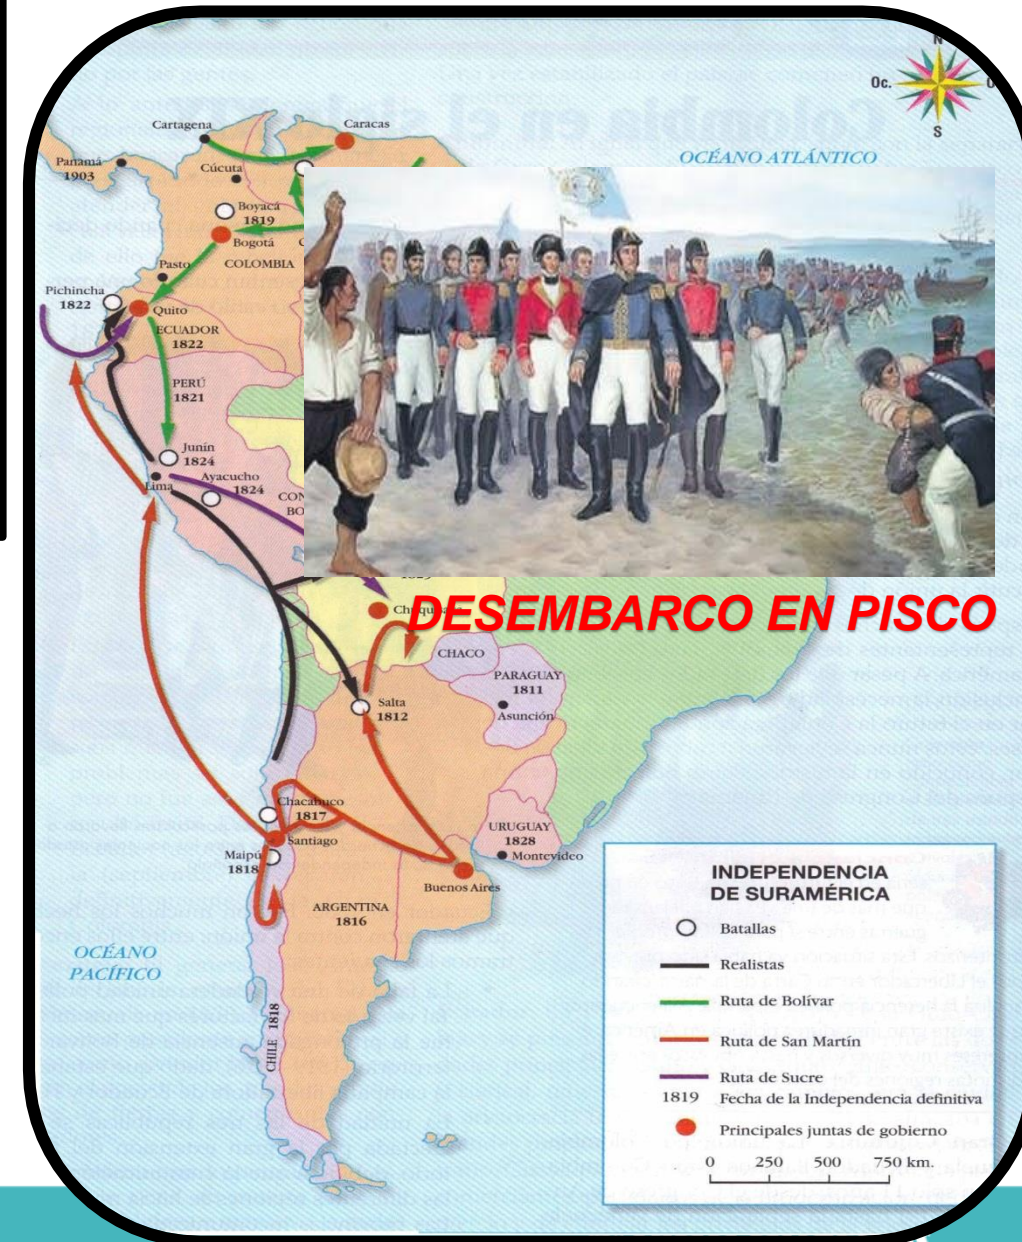 N
Oc.
S
OCÉANO ATLÁNTICO
Cartagena
Caracas
Panamá
1903
Cúcuta
Boyacá
1819
Bogotá
Pasto
COLOMBIA
Pichincha
1822
Quito
ECUADOR
1822
PERÚ
1821
Junín
1824
Lima
Ayacucho
1824
DESEMBARCO EN PISCO
CHACO
PARAGUAY
1811
Asunción
Salta
1812
Chacabuco
1817
Santiago
Maipú
1818
URUGUAY
1828
Montevideo
Buenos Aires
ARGENTINA
1816
OCÉANO
PACÍFICO
CHILE 1818
INDEPENDENCIA
DE SURAMÉRICA
Batallas
Realistas
Ruta de Bolívar
Ruta de San Martín
Ruta de Sucre
1819 Fecha de la Independencia definitiva
Principales juntas de gobierno
0 250 500 750 km.